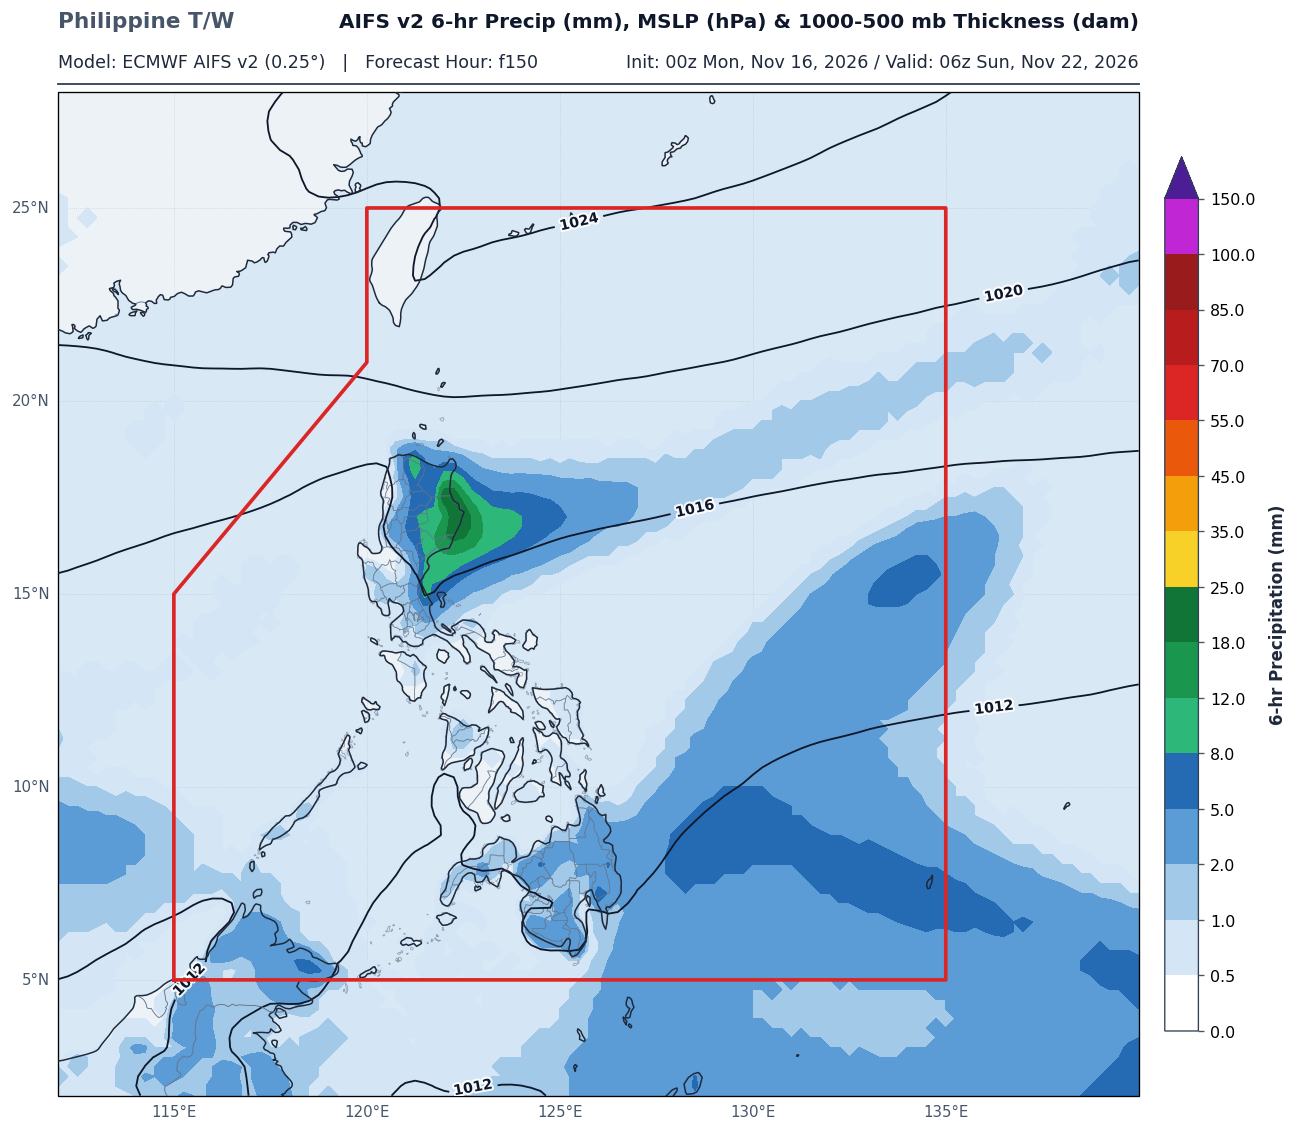 Philippine T/W
AIFS v2 6-hr Precip (mm), MSLP (hPa) & 1000-500 mb Thickness (dam)
Model: ECMWF AIFS v2 (0.25°) | Forecast Hour: f150
Init: 00z Mon, Nov 16, 2026 / Valid: 06z Sun, Nov 22, 2026
25°N
20°N
15°N
10°N
5°N
115°E
120°E
125°E
130°E
135°E
1024
1020
1016
1012
1012
1012
150.0
100.0
85.0
70.0
55.0
45.0
35.0
25.0
18.0
12.0
8.0
5.0
2.0
1.0
0.5
0.0
6-hr Precipitation (mm)